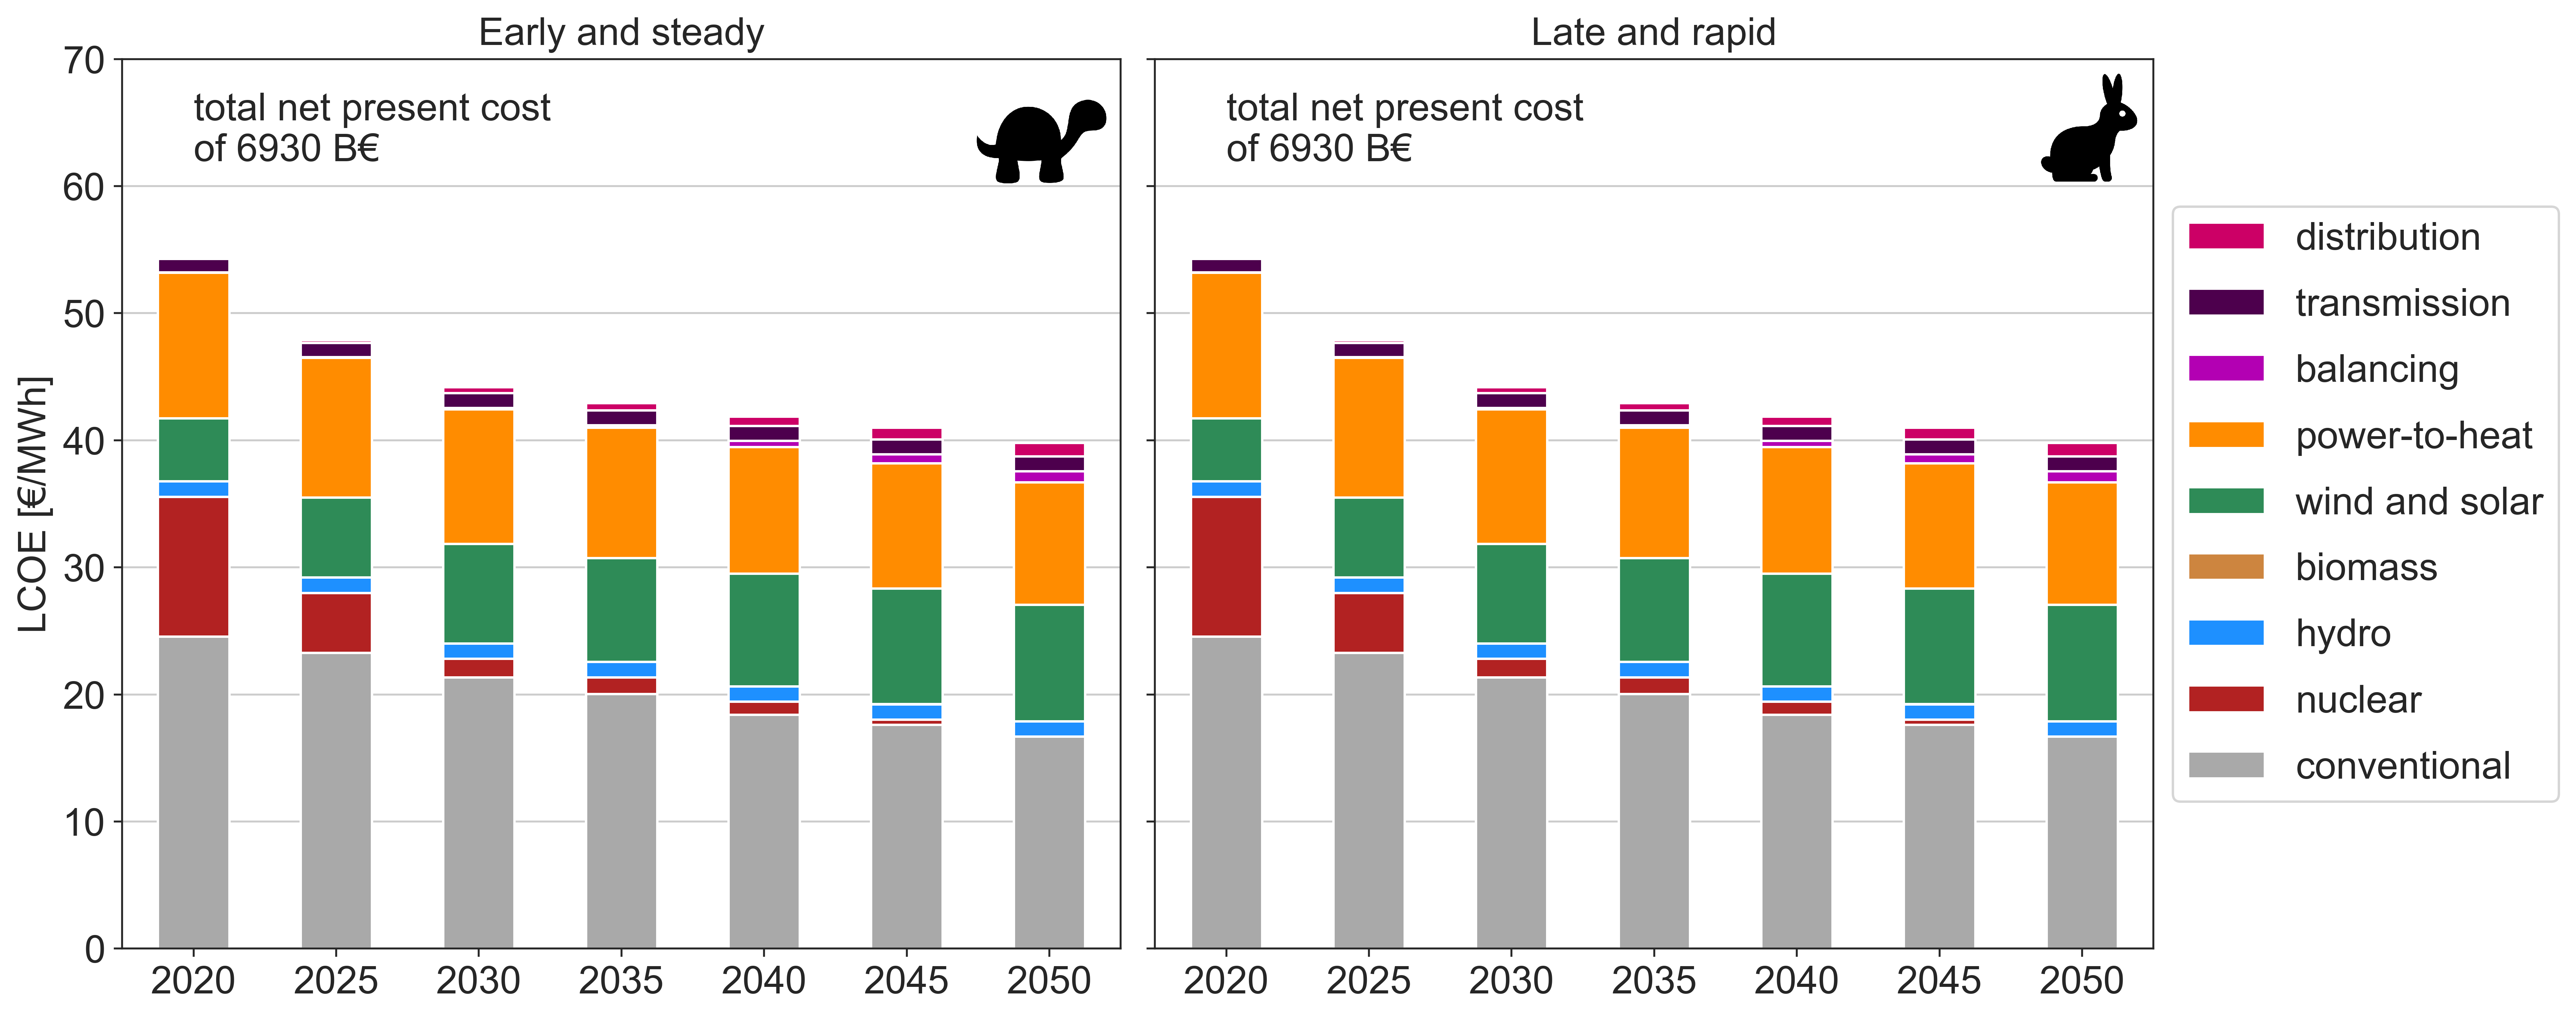 Early and steady
Late and rapid
total net present cost
of 6930 B€
total net present cost
of 6930 B€
LCOE [€/MWh]
70
60
50
40
30
20
10
0
2020 2025 2030 2035 2040 2045 2050
2020 2025 2030 2035 2040 2045 2050
distribution
transmission
balancing
power-to-heat
wind and solar
biomass
hydro
nuclear
conventional